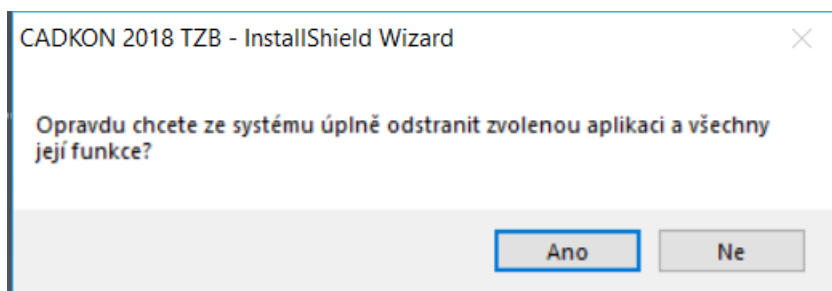 CADKON 2018 TZB - InstallShield Wizard
Opravdu chcete ze systému úplně odstranit zvolenou aplikaci a všechny
její funkce?
Ano
Ne